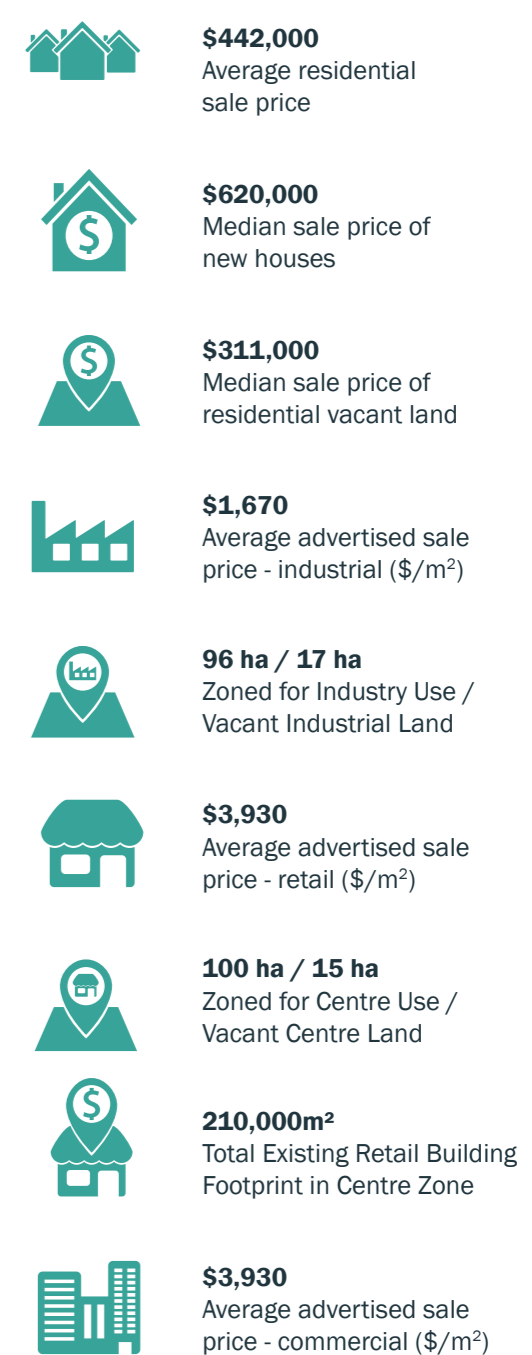 $442,000
Average residential
sale price
$
$620,000
Median sale price of
new houses
$
$311,000
Median sale price of
residential vacant land
$1,670
Average advertised sale
price - industrial ($/m²)
96 ha / 17 ha
Zoned for Industry Use /
Vacant Industrial Land
$3,930
Average advertised sale
price - retail ($/m²)
100 ha / 15 ha
Zoned for Centre Use /
Vacant Centre Land
$
210,000m²
Total Existing Retail Building
Footprint in Centre Zone
$3,930
Average advertised sale
price - commercial ($/m²)